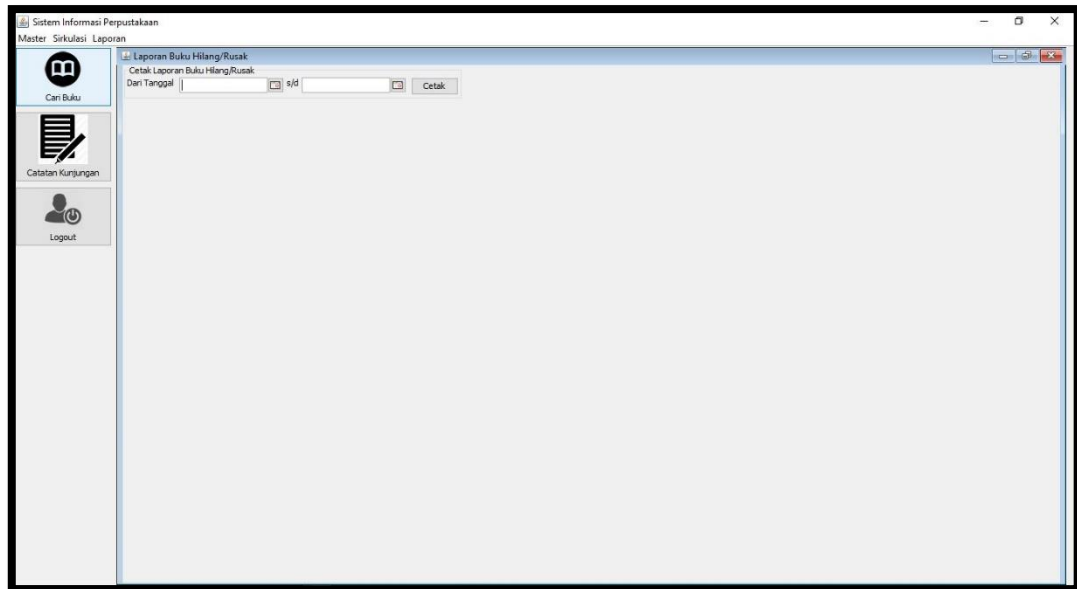 Sistem Informasi Perpustakaan
Master Sirkulasi Laporan
Cari Buku
Catatan Kunjungan
Logout
Laporan Buku Hilang/Rusak
Cetak Laporan Buku Hilang/Rusak
Dari Tanggal s/d Cetak